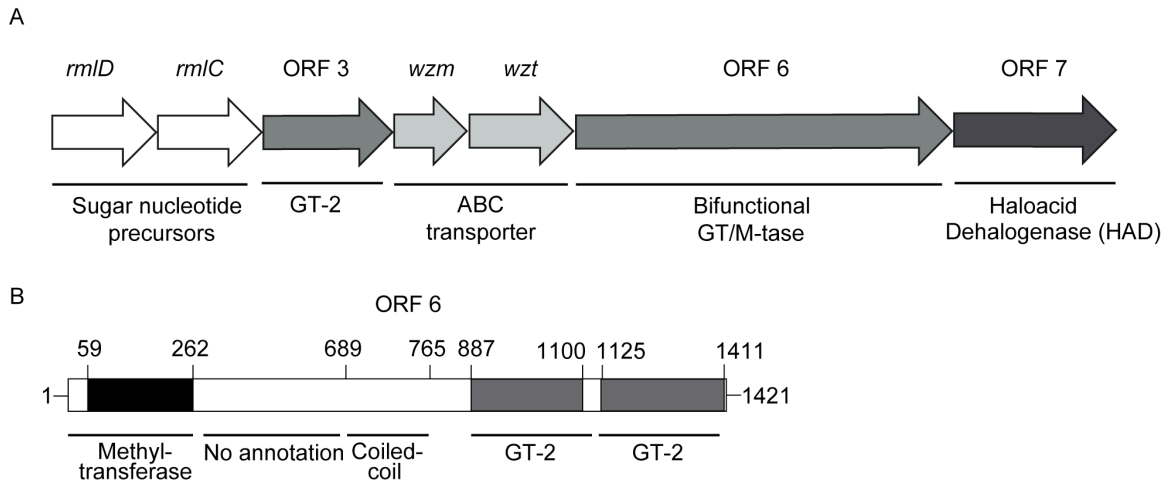 A
rmlD rmlC ORF 3 wzm wzt ORF 6 ORF 7
Sugar nucleotide
precursors
GT-2
ABC
transporter
Bifunctional
GT/M-tase
Haloacid
Dehalogenase (HAD)
B
ORF 6
59 262 689 765 887 1100 1125 1411
1 1421
Methyl-
transferase
No annotation
Coiled-
coil
GT-2
GT-2